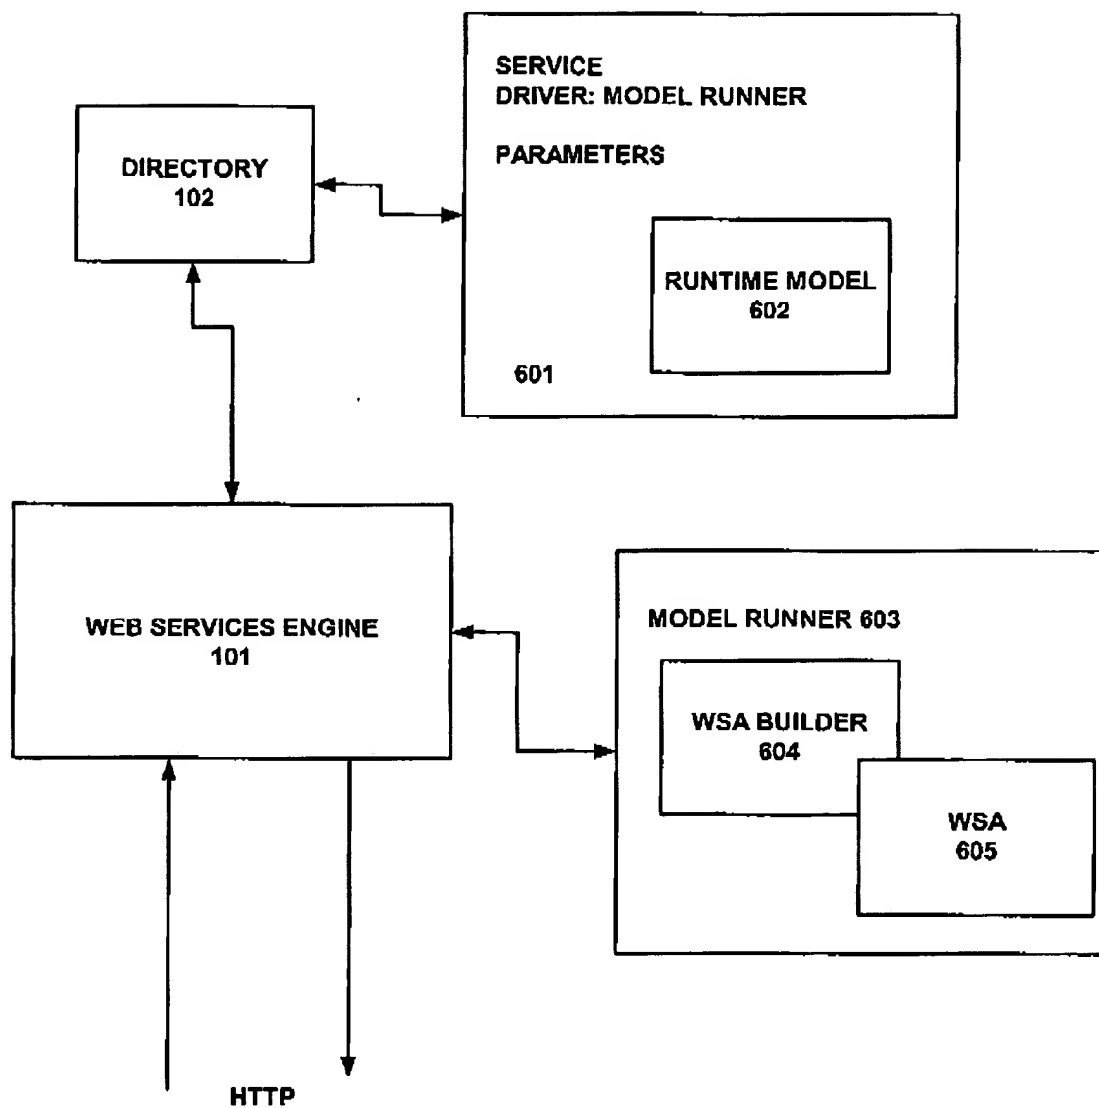 SERVICE
DRIVER: MODEL RUNNER
PARAMETERS
DIRECTORY
102
RUNTIME MODEL
602
601
WEB SERVICES ENGINE
101
MODEL RUNNER 603
WSA BUILDER
604
WSA
605
HTTP